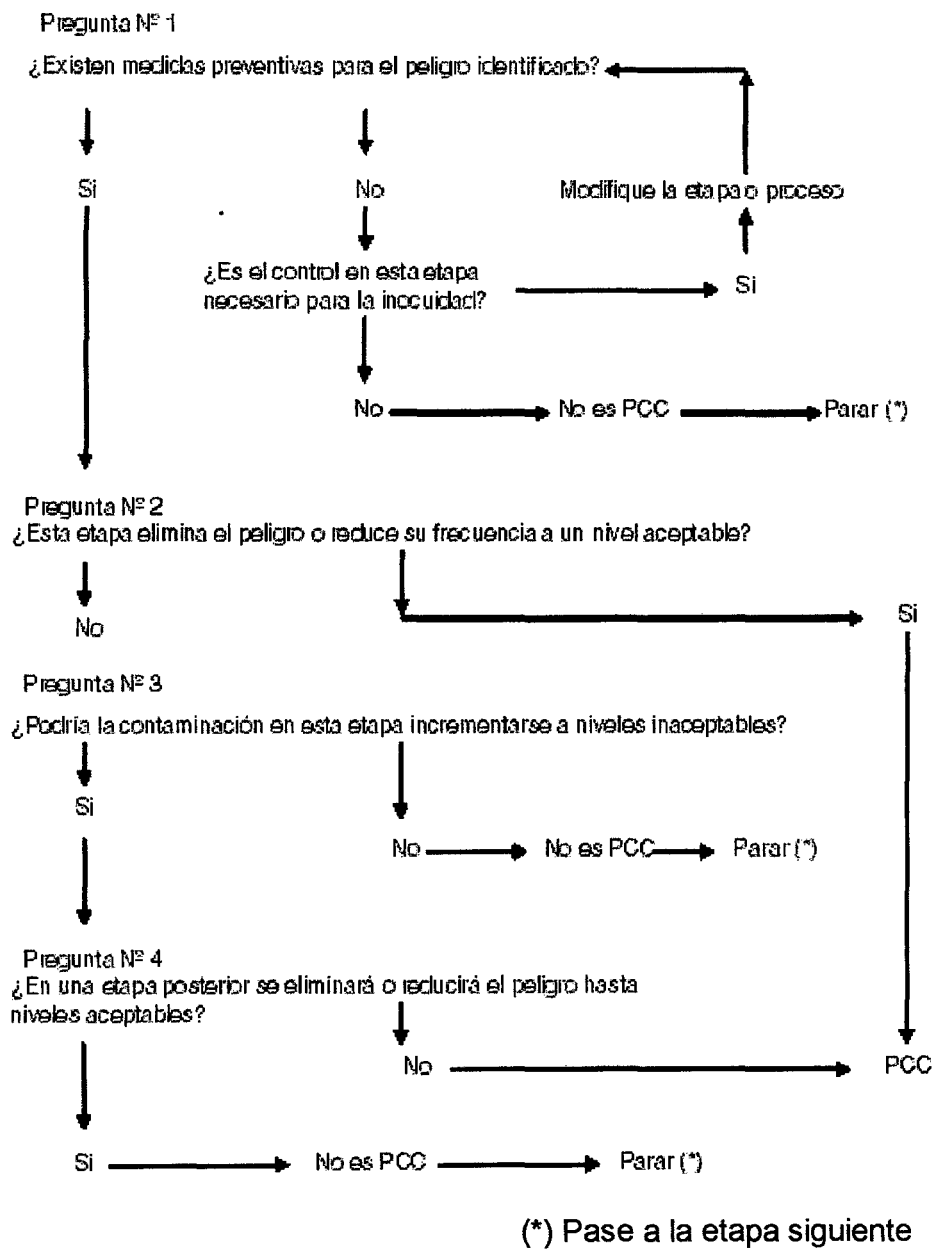 Pregunta Nº 1
¿Existen medidas preventivas para el peligro identificado?
Si
No
Modifique la etapa o proceso
¿Es el control en esta etapa
necesario para la inocuidad?
Si
No
No es PCC
Parar (*)
Pregunta Nº 2
¿Esta etapa elimina el peligro o reduce su frecuencia a un nivel aceptable?
No
Si
Pregunta Nº 3
¿Podría la contaminación en esta etapa incrementarse a niveles inaceptables?
Si
No
No es PCC
Parar (*)
Pregunta Nº 4
¿En una etapa posterior se eliminará o reducirá el peligro hasta
niveles aceptables?
No
PCC
Si
No es PCC
Parar (*)
(*) Pase a la etapa siguiente